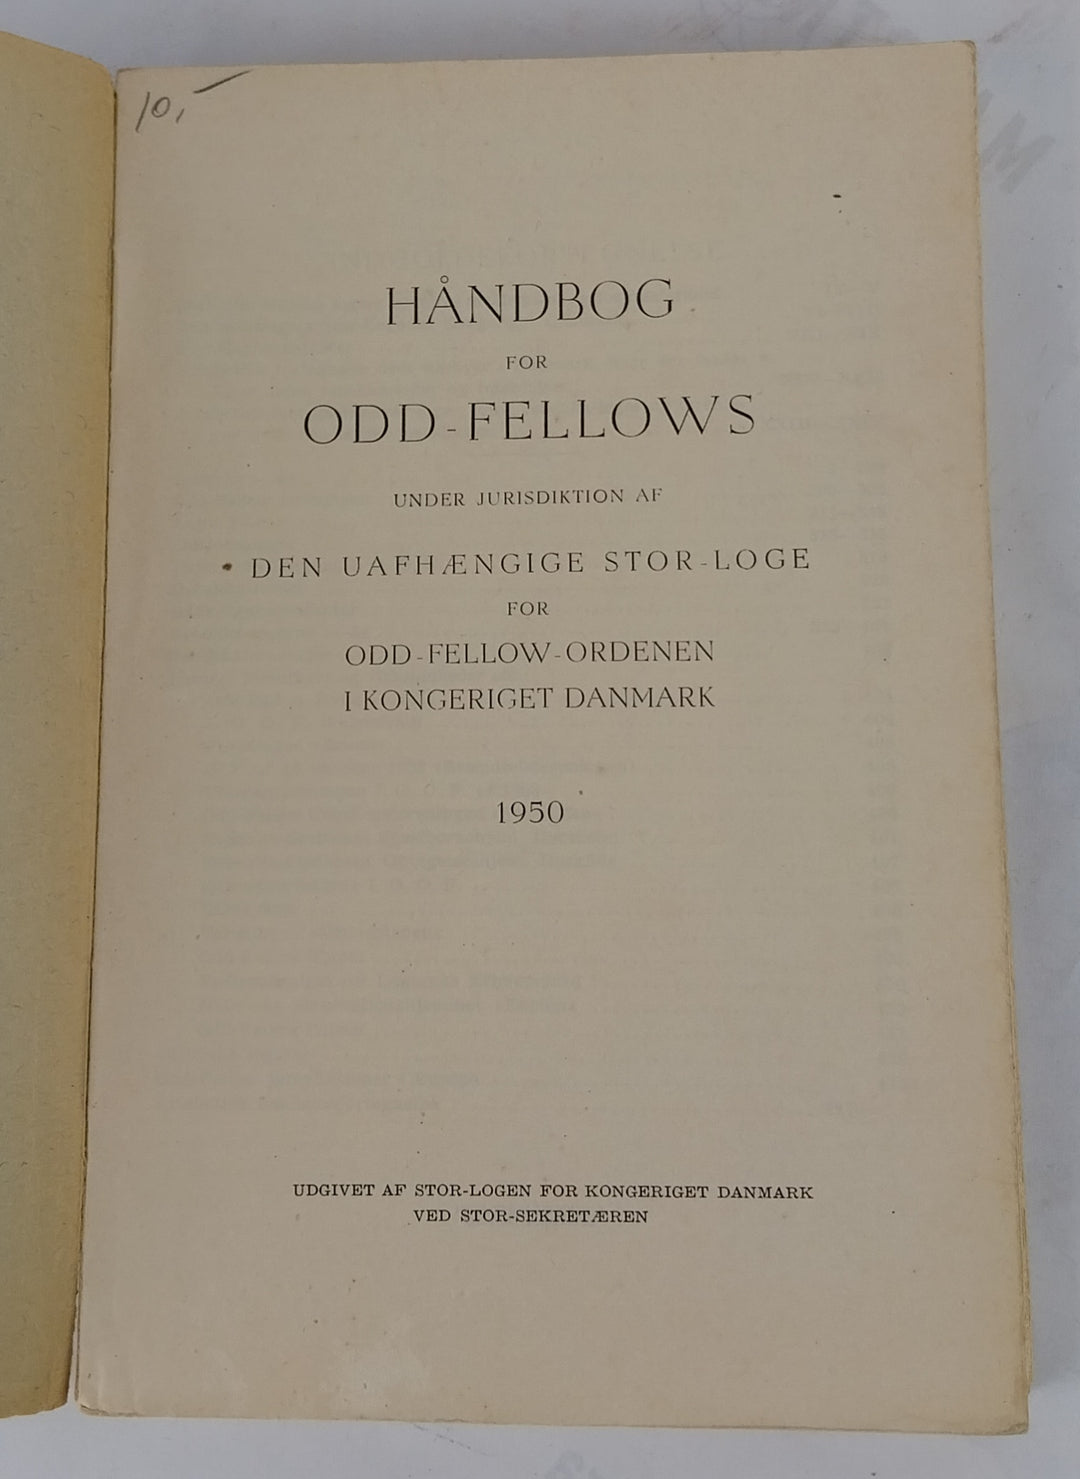 10,-
HÅNDBOG
FOR
ODD-FELLOWS
UNDER JURISDIKTION AF
DEN UAFHÆNGIGE STOR-LOGE
FOR
ODD-FELLOW-ORDENEN
I KONGERIGET DANMARK
1950
UDGIVET AF STOR-LOGEN FOR KONGERIGET DANMARK
VED STOR-SEKRETÆREN